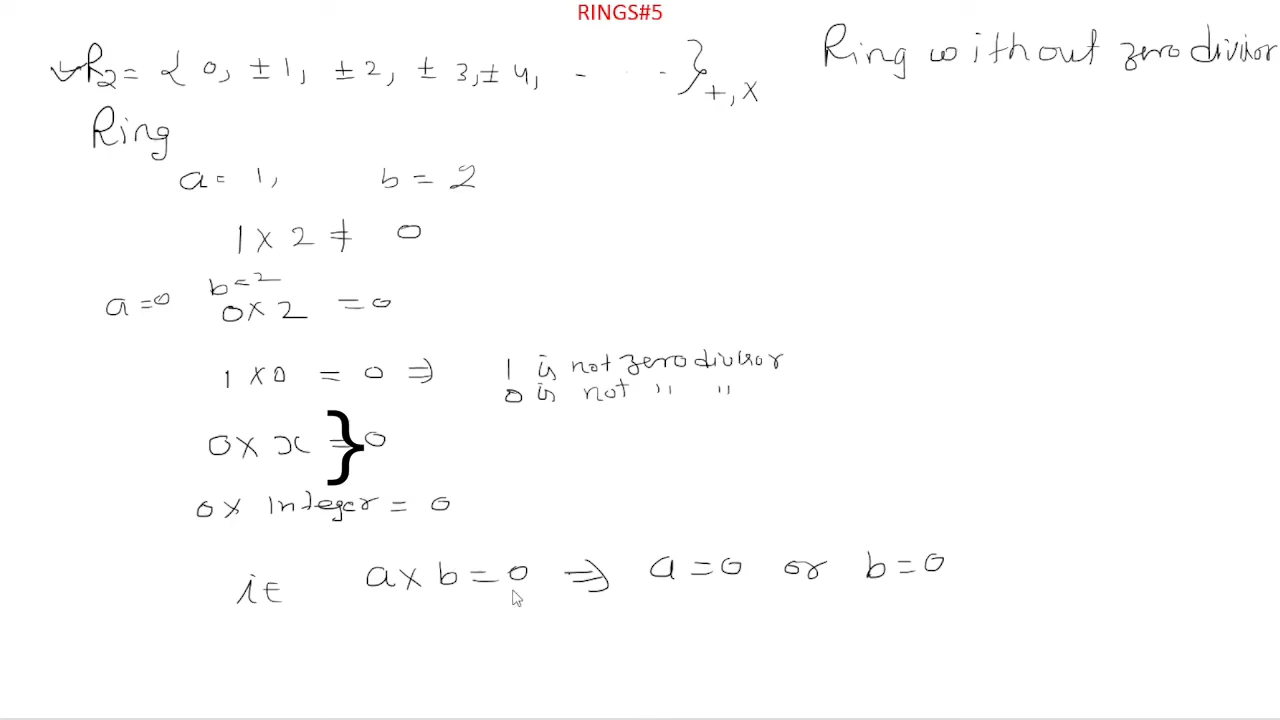 RINGS#5
R₂ = { 0, ±1, ±2, ±3, ±4, - - - - }+, x
Ring without zero divisor
Ring
a = 1, b = 2
1 x 2 ≠ 0
a = 0 b = 2
0 x 2 = 0
1 x 0 = 0 ⇒ 1 is not zero divisor
0 is not " "
0 x x = 0 }
0 x Integer = 0
it a x b = 0 ⇒ a = 0 or b = 0